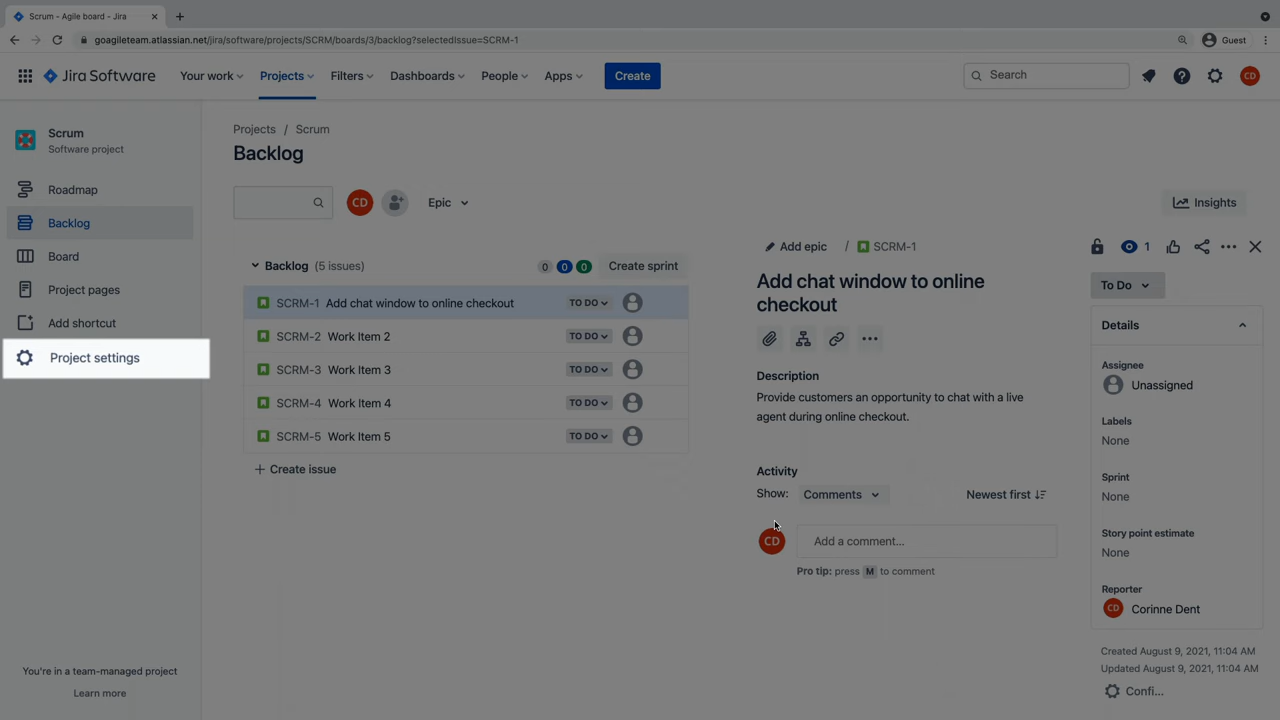 Scrum - Agile board - Jira
goagileteam.atlassian.net/jira/software/projects/SCRM/boards/3/backlog?selectedIssue=SCRM-1
Guest
Jira Software
Your work
Projects
Filters
Dashboards
People
Apps
Create
Search
CD
Scrum
Software project
Roadmap
Backlog
Board
Project pages
Add shortcut
Project settings
You're in a team-managed project
Learn more
Projects / Scrum
Backlog
CD
Epic
Insights
Backlog (5 issues)
0 0 0
Create sprint
SCRM-1 Add chat window to online checkout TO DO
SCRM-2 Work Item 2 TO DO
SCRM-3 Work Item 3 TO DO
SCRM-4 Work Item 4 TO DO
SCRM-5 Work Item 5 TO DO
+ Create issue
Add epic / SCRM-1
1
Add chat window to online
checkout
Description
Provide customers an opportunity to chat with a live
agent during online checkout.
Activity
Show: Comments
Newest first
CD
Add a comment...
Pro tip: press M to comment
To Do
Details
Assignee
Unassigned
Labels
None
Sprint
None
Story point estimate
None
Reporter
CD Corinne Dent
Created August 9, 2021, 11:04 AM
Updated August 9, 2021, 11:04 AM
Confi...